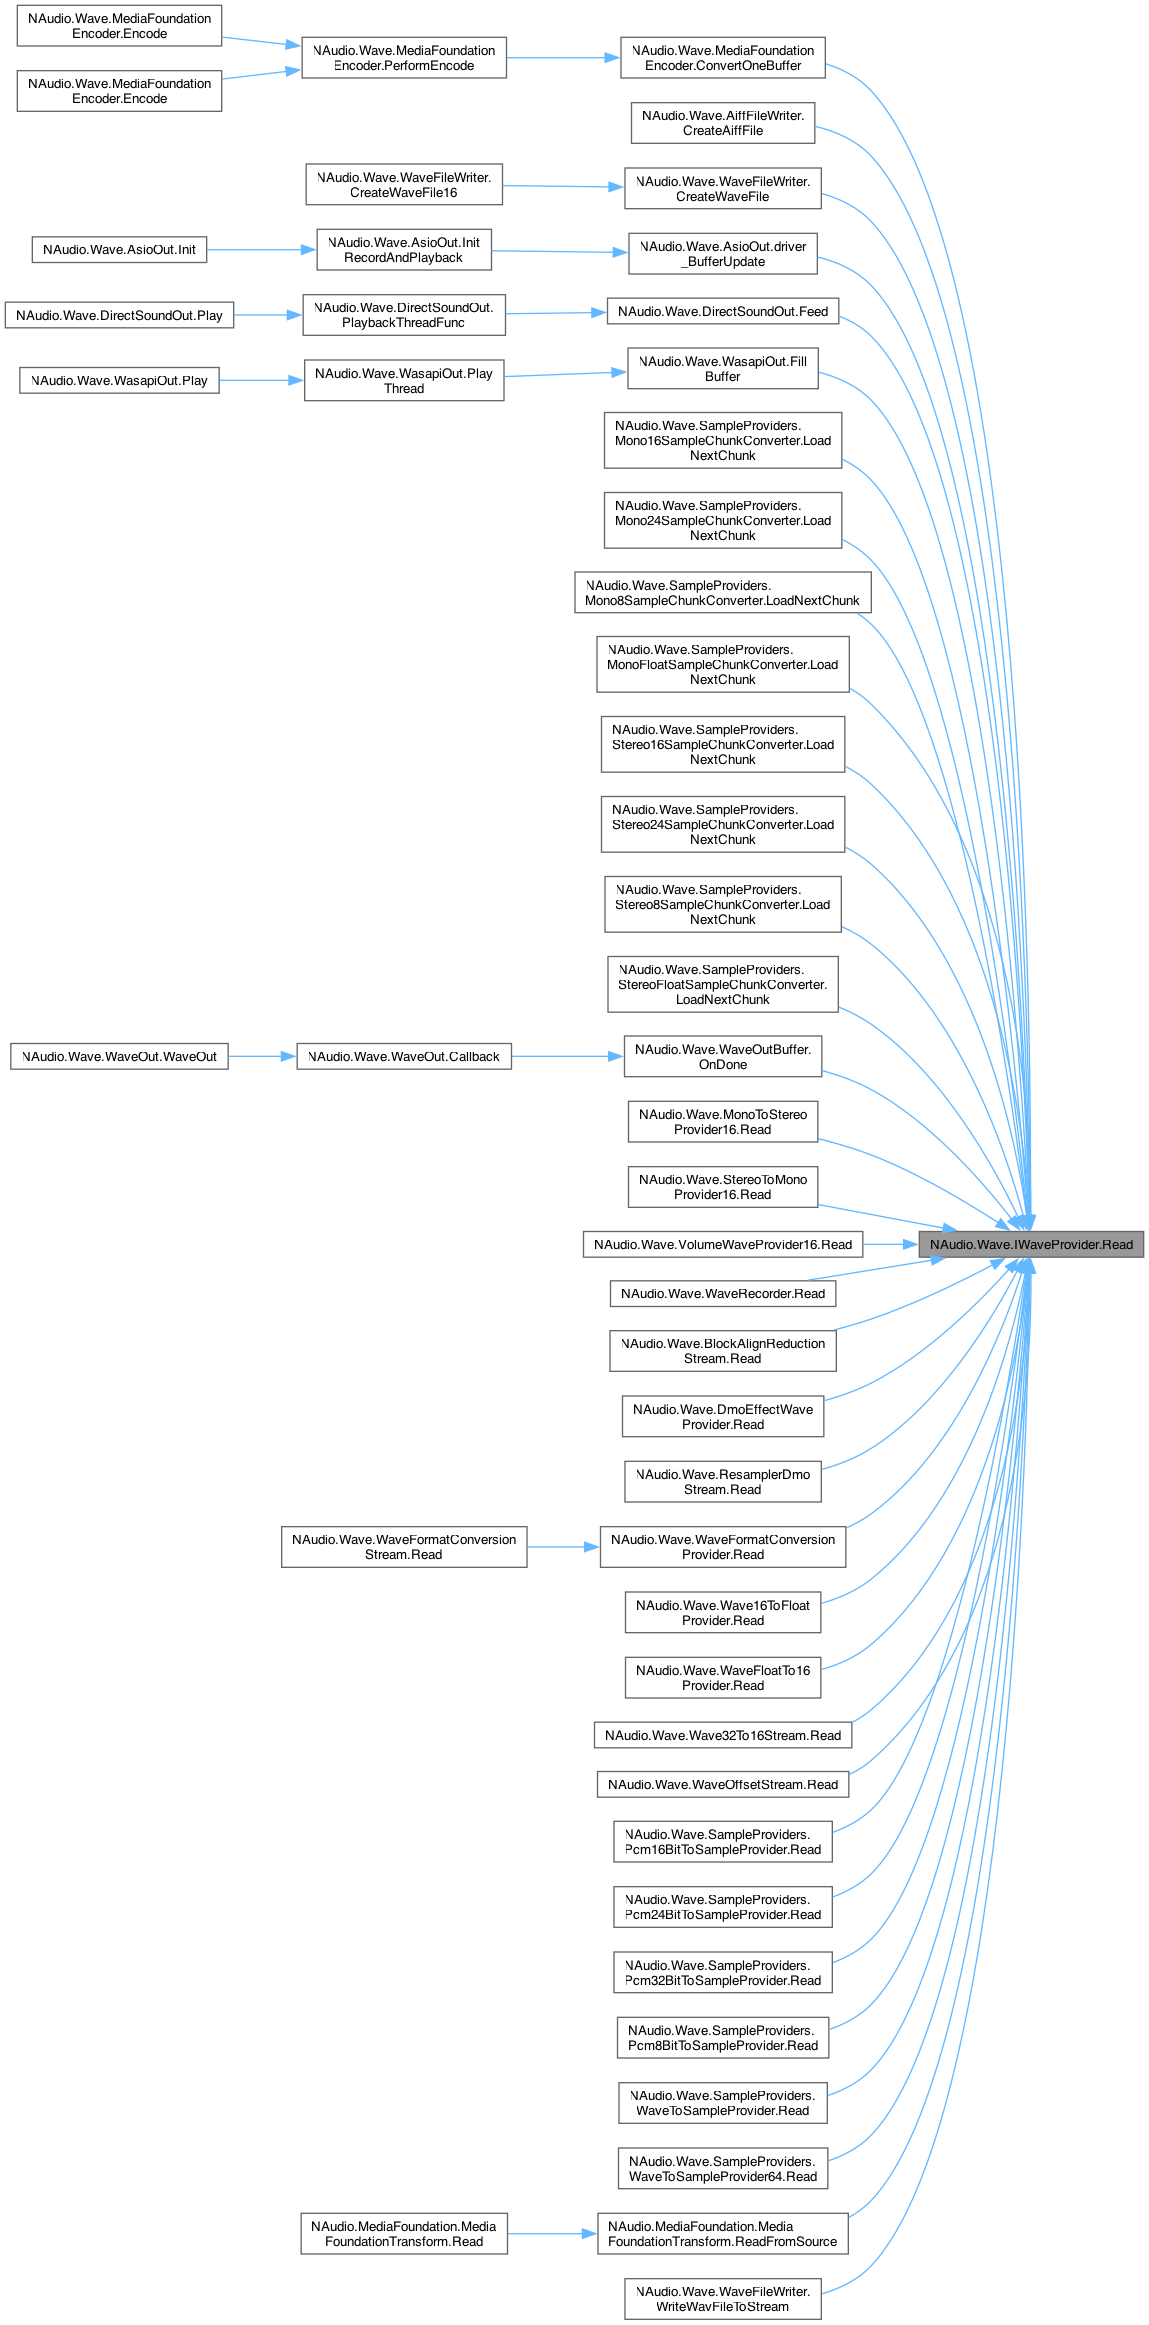 NAudio.Wave.MediaFoundation
Encoder.Encode
NAudio.Wave.MediaFoundation
Encoder.Encode
NAudio.Wave.MediaFoundation
Encoder.PerformEncode
NAudio.Wave.MediaFoundation
Encoder.ConvertOneBuffer
NAudio.Wave.AiffFileWriter.
CreateAiffFile
NAudio.Wave.WaveFileWriter.
CreateWaveFile16
NAudio.Wave.WaveFileWriter.
CreateWaveFile
NAudio.Wave.AsioOut.Init
NAudio.Wave.AsioOut.Init
RecordAndPlayback
NAudio.Wave.AsioOut.driver
_BufferUpdate
NAudio.Wave.DirectSoundOut.Play
NAudio.Wave.DirectSoundOut.
PlaybackThreadFunc
NAudio.Wave.DirectSoundOut.Feed
NAudio.Wave.WasapiOut.Play
NAudio.Wave.WasapiOut.Play
Thread
NAudio.Wave.WasapiOut.Fill
Buffer
NAudio.Wave.SampleProviders.
Mono16SampleChunkConverter.Load
NextChunk
NAudio.Wave.SampleProviders.
Mono24SampleChunkConverter.Load
NextChunk
NAudio.Wave.SampleProviders.
Mono8SampleChunkConverter.LoadNextChunk
NAudio.Wave.SampleProviders.
MonoFloatSampleChunkConverter.Load
NextChunk
NAudio.Wave.SampleProviders.
Stereo16SampleChunkConverter.Load
NextChunk
NAudio.Wave.SampleProviders.
Stereo24SampleChunkConverter.Load
NextChunk
NAudio.Wave.SampleProviders.
Stereo8SampleChunkConverter.Load
NextChunk
NAudio.Wave.SampleProviders.
StereoFloatSampleChunkConverter.
LoadNextChunk
NAudio.Wave.WaveOut.WaveOut
NAudio.Wave.WaveOut.Callback
NAudio.Wave.WaveOutBuffer.
OnDone
NAudio.Wave.MonoToStereo
Provider16.Read
NAudio.Wave.StereoToMono
Provider16.Read
NAudio.Wave.VolumeWaveProvider16.Read
NAudio.Wave.IWaveProvider.Read
NAudio.Wave.WaveRecorder.Read
NAudio.Wave.BlockAlignReduction
Stream.Read
NAudio.Wave.DmoEffectWave
Provider.Read
NAudio.Wave.ResamplerDmo
Stream.Read
NAudio.Wave.WaveFormatConversion
Stream.Read
NAudio.Wave.WaveFormatConversion
Provider.Read
NAudio.Wave.Wave16ToFloat
Provider.Read
NAudio.Wave.WaveFloatTo16
Provider.Read
NAudio.Wave.Wave32To16Stream.Read
NAudio.Wave.WaveOffsetStream.Read
NAudio.Wave.SampleProviders.
Pcm16BitToSampleProvider.Read
NAudio.Wave.SampleProviders.
Pcm24BitToSampleProvider.Read
NAudio.Wave.SampleProviders.
Pcm32BitToSampleProvider.Read
NAudio.Wave.SampleProviders.
Pcm8BitToSampleProvider.Read
NAudio.Wave.SampleProviders.
WaveToSampleProvider.Read
NAudio.Wave.SampleProviders.
WaveToSampleProvider64.Read
NAudio.MediaFoundation.Media
FoundationTransform.Read
NAudio.MediaFoundation.Media
FoundationTransform.ReadFromSource
NAudio.Wave.WaveFileWriter.
WriteWavFileToStream